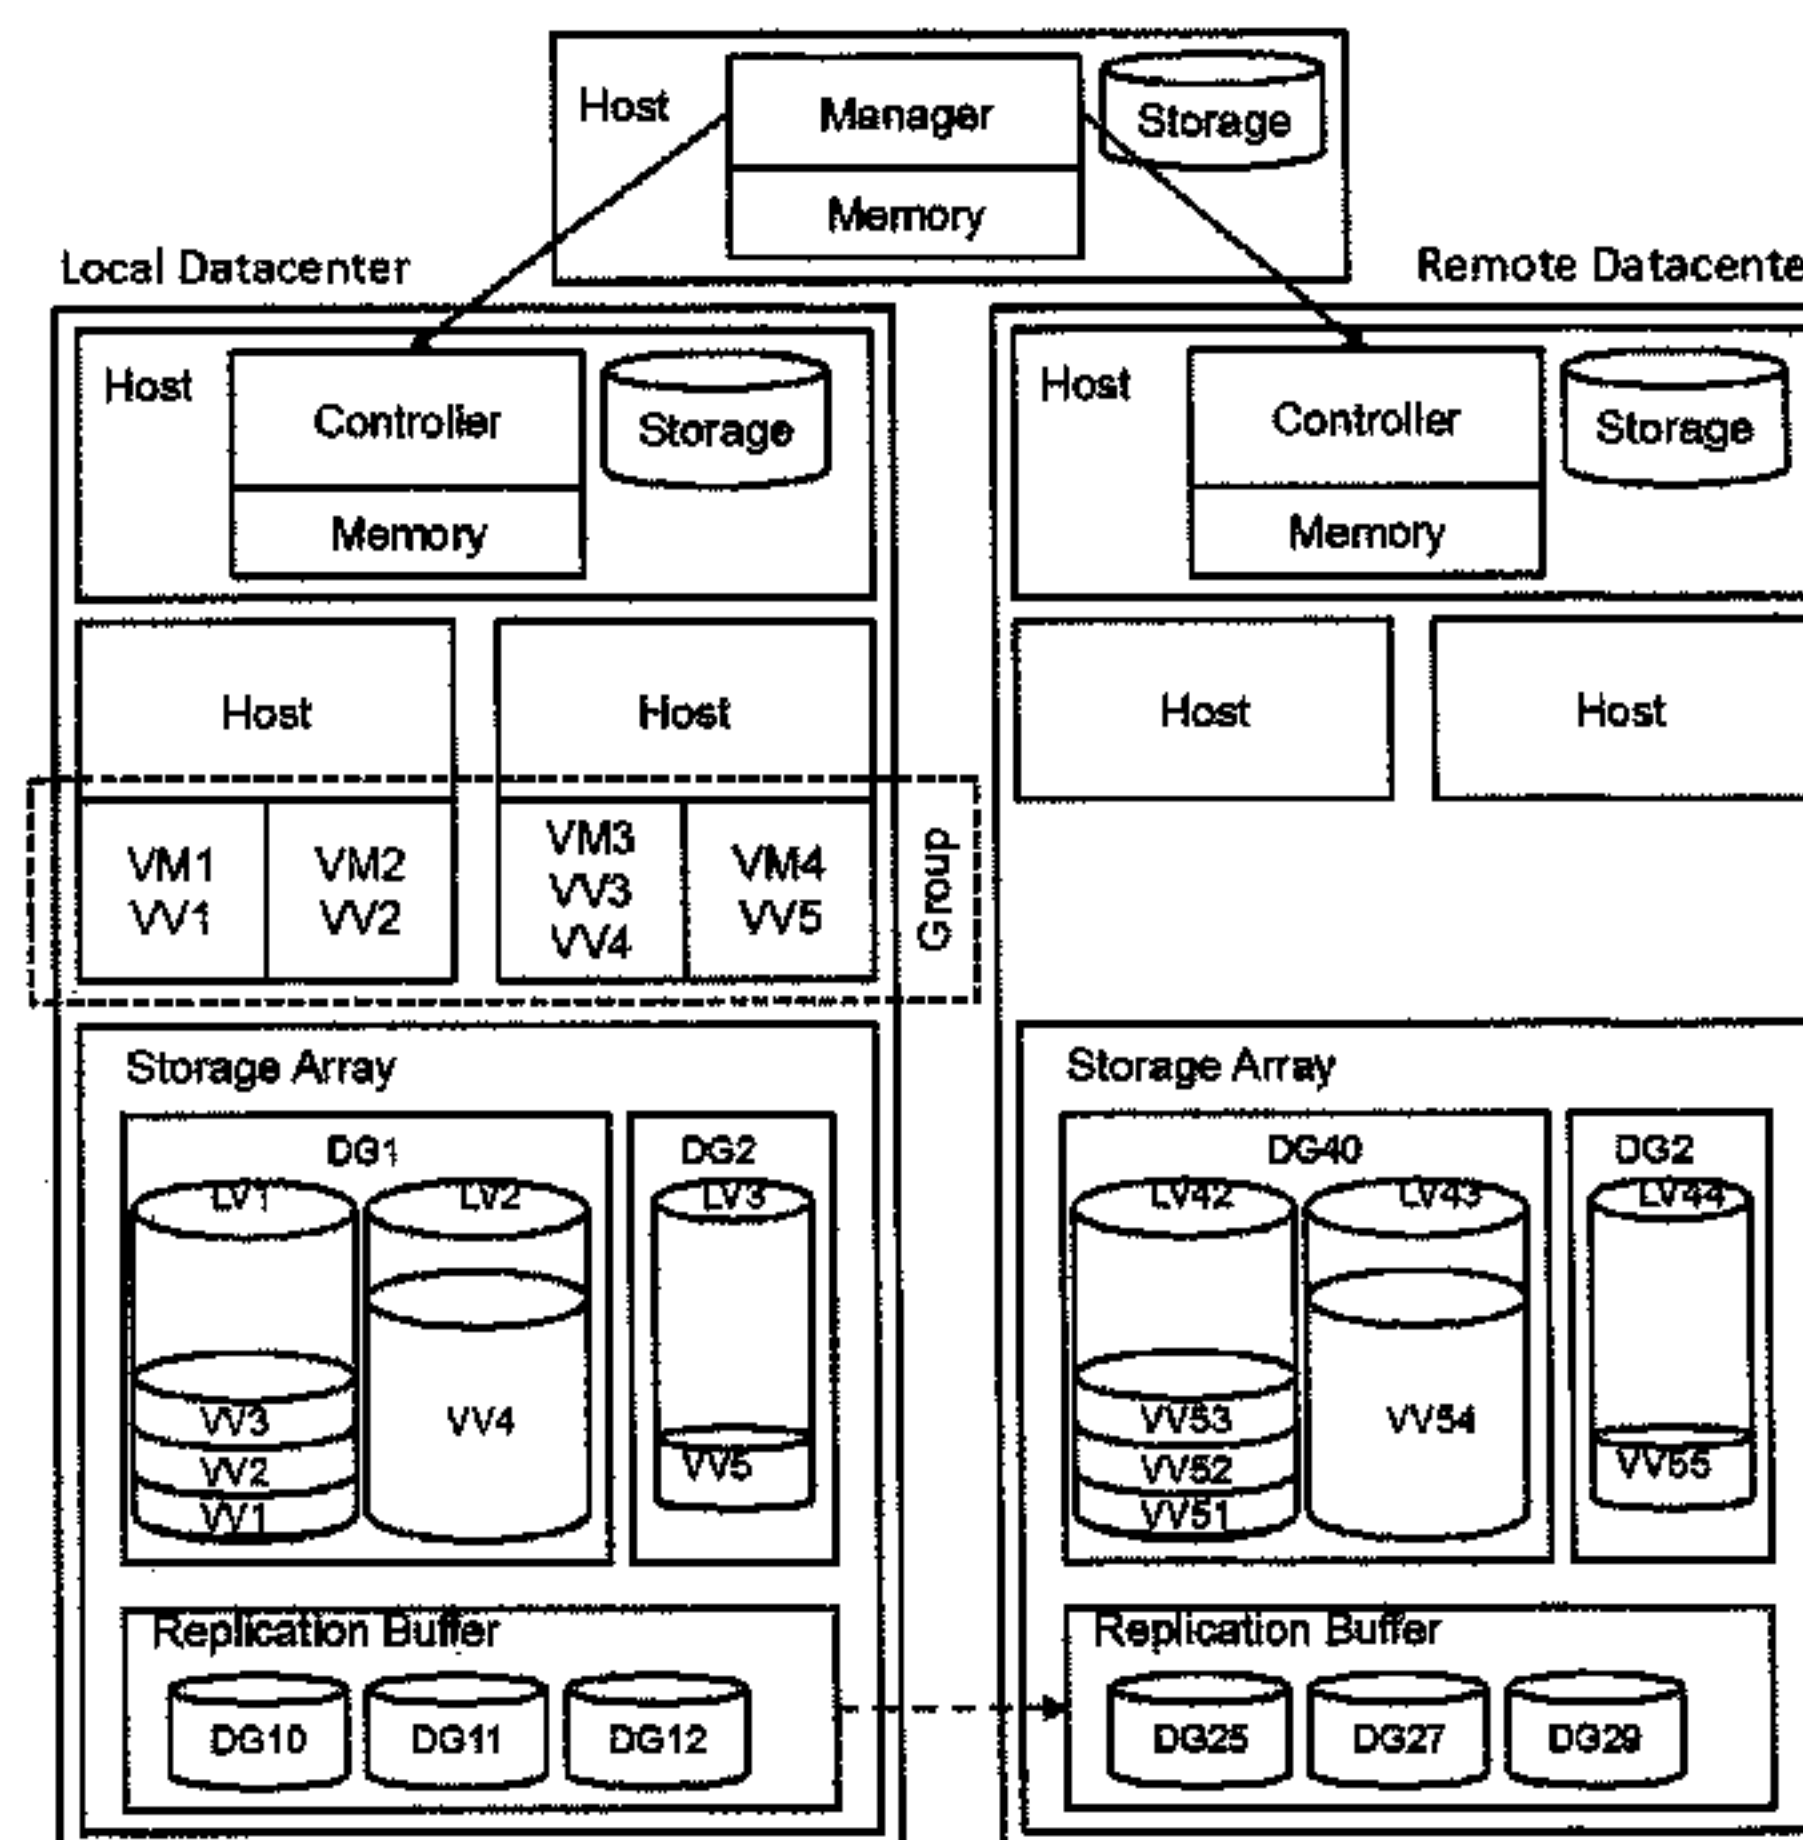 Host
Manager
Storage
Memory
Local Datacenter
Remote Datacente
Host
Controller
Storage
Memory
Host
Controller
Storage
Memory
Host
Host
Host
Host
VM1
VV1
VM2
VV2
VM3
VV3
VV4
VM4
VV5
Group
Storage Array
DG1
LV1
LV2
VV3
VV2
VV1
VV4
DG2
LV3
VV5
Storage Array
DG40
LV42
LV43
VV53
VV52
VV51
VV54
DG2
LV44
VV55
Replication Buffer
DG10
DG11
DG12
Replication Buffer
DG25
DG27
DG29